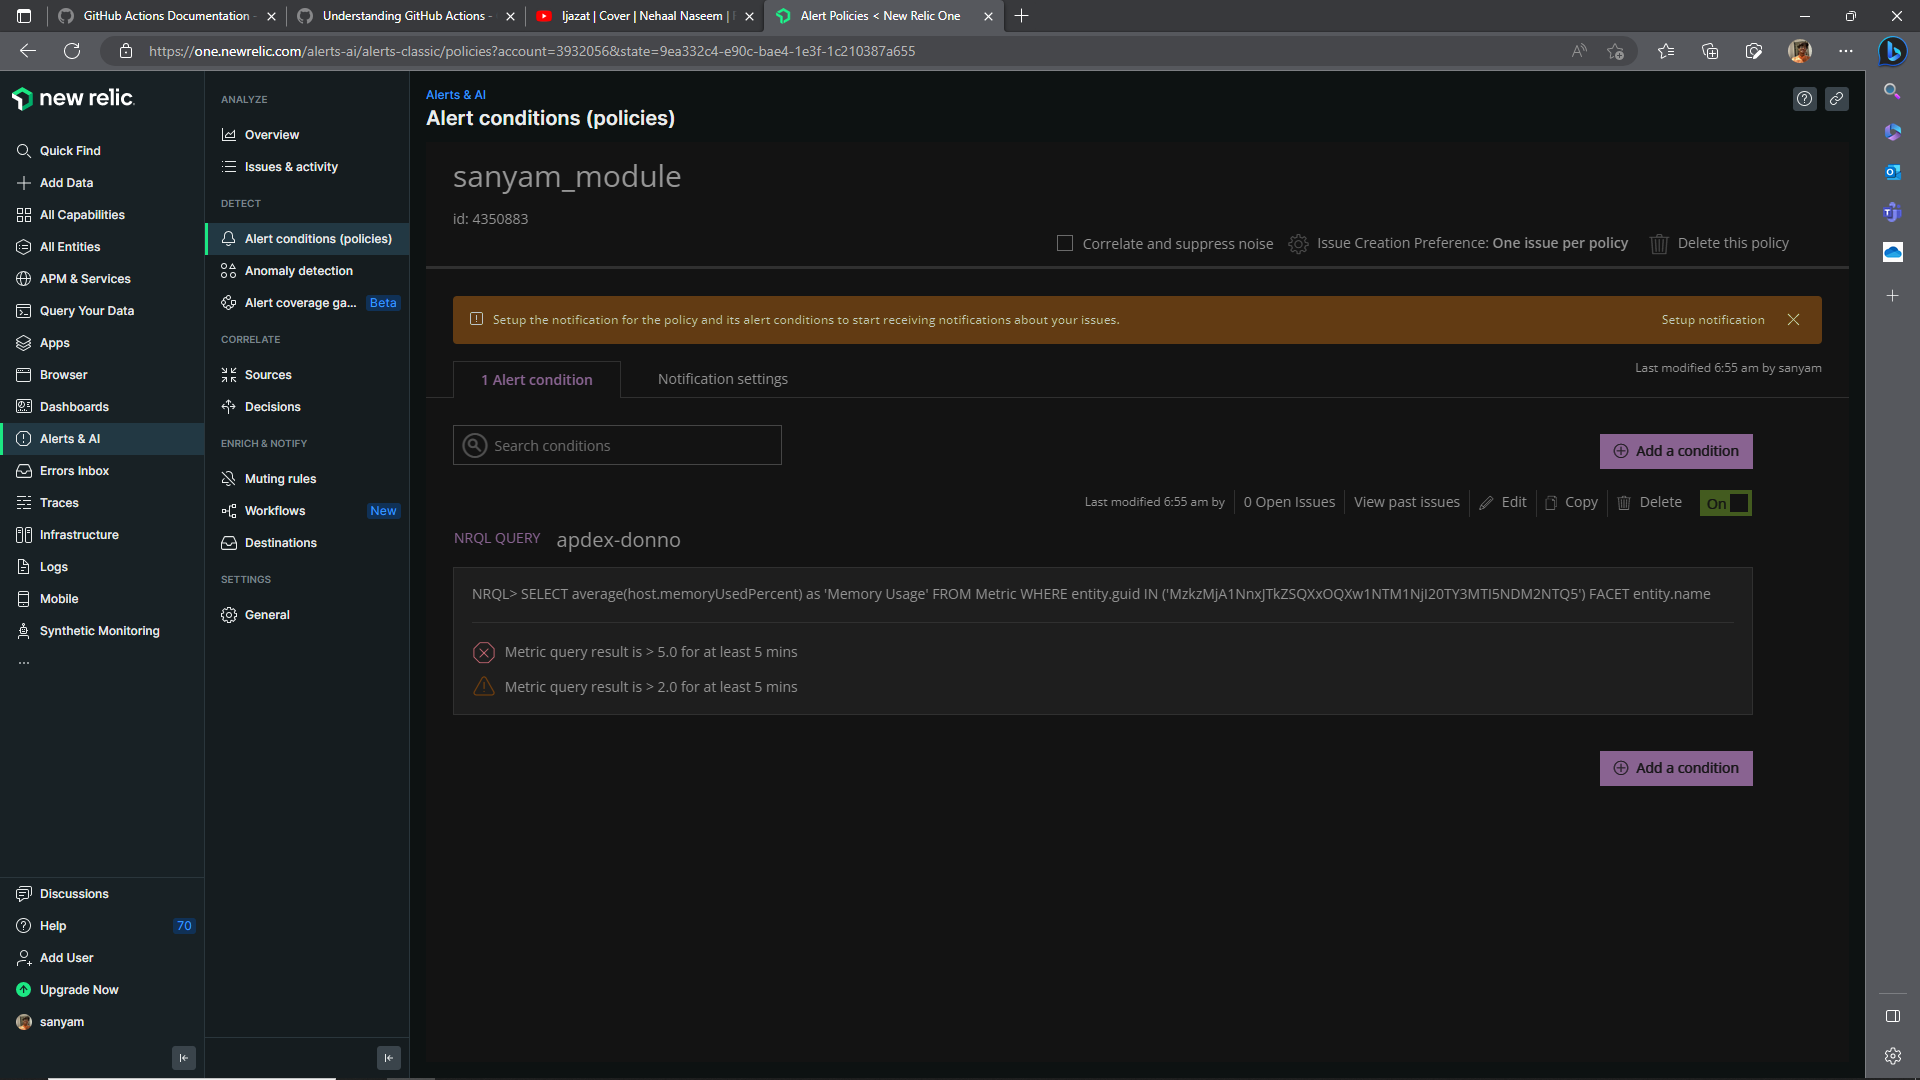 GitHub Actions Documentation -
Understanding GitHub Actions -
Ijazat | Cover | Nehaal Naseem |
Alert Policies < New Relic One
https://one.newrelic.com/alerts-ai/alerts-classic/policies?account=3932056&state=9ea332c4-e90c-bae4-1e3f-1c210387a655
new relic
Quick Find
Add Data
All Capabilities
All Entities
APM & Services
Query Your Data
Apps
Browser
Dashboards
Alerts & AI
Errors Inbox
Traces
Infrastructure
Logs
Mobile
Synthetic Monitoring
...
Discussions
Help 70
Add User
Upgrade Now
sanyam
ANALYZE
Overview
Issues & activity
DETECT
Alert conditions (policies)
Anomaly detection
Alert coverage ga... Beta
CORRELATE
Sources
Decisions
ENRICH & NOTIFY
Muting rules
Workflows New
Destinations
SETTINGS
General
Alerts & AI
Alert conditions (policies)
sanyam_module
id: 4350883
Correlate and suppress noise Issue Creation Preference: One issue per policy Delete this policy
Setup the notification for the policy and its alert conditions to start receiving notifications about your issues. Setup notification
1 Alert condition Notification settings Last modified 6:55 am by sanyam
Search conditions
Add a condition
Last modified 6:55 am by 0 Open Issues View past issues Edit Copy Delete On
NRQL QUERY apdex-donno
NRQL> SELECT average(host.memoryUsedPercent) as 'Memory Usage' FROM Metric WHERE entity.guid IN ('MzkzMjA1NnxJTkZSQXxOQXw1NTM1NjI20TY3MTI5NDM2NTQ5') FACET entity.name
Metric query result is > 5.0 for at least 5 mins
Metric query result is > 2.0 for at least 5 mins
Add a condition